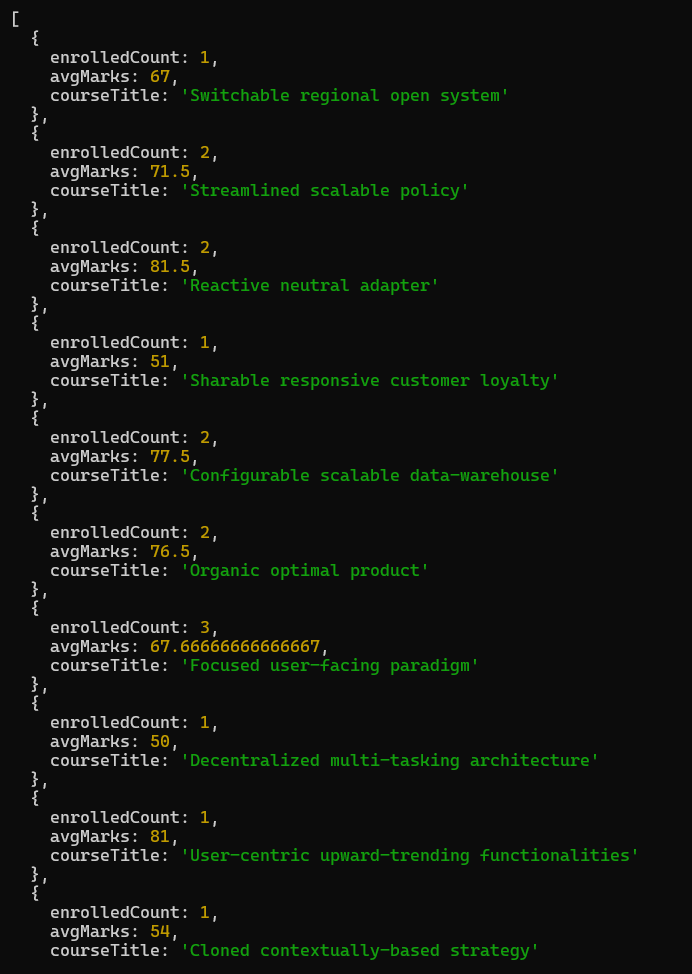 [
  {
    enrolledCount: 1,
    avgMarks: 67,
    courseTitle: 'Switchable regional open system'
  },
  {
    enrolledCount: 2,
    avgMarks: 71.5,
    courseTitle: 'Streamlined scalable policy'
  },
  {
    enrolledCount: 2,
    avgMarks: 81.5,
    courseTitle: 'Reactive neutral adapter'
  },
  {
    enrolledCount: 1,
    avgMarks: 51,
    courseTitle: 'Sharable responsive customer loyalty'
  },
  {
    enrolledCount: 2,
    avgMarks: 77.5,
    courseTitle: 'Configurable scalable data-warehouse'
  },
  {
    enrolledCount: 2,
    avgMarks: 76.5,
    courseTitle: 'Organic optimal product'
  },
  {
    enrolledCount: 3,
    avgMarks: 67.66666666666667,
    courseTitle: 'Focused user-facing paradigm'
  },
  {
    enrolledCount: 1,
    avgMarks: 50,
    courseTitle: 'Decentralized multi-tasking architecture'
  },
  {
    enrolledCount: 1,
    avgMarks: 81,
    courseTitle: 'User-centric upward-trending functionalities'
  },
  {
    enrolledCount: 1,
    avgMarks: 54,
    courseTitle: 'Cloned contextually-based strategy'